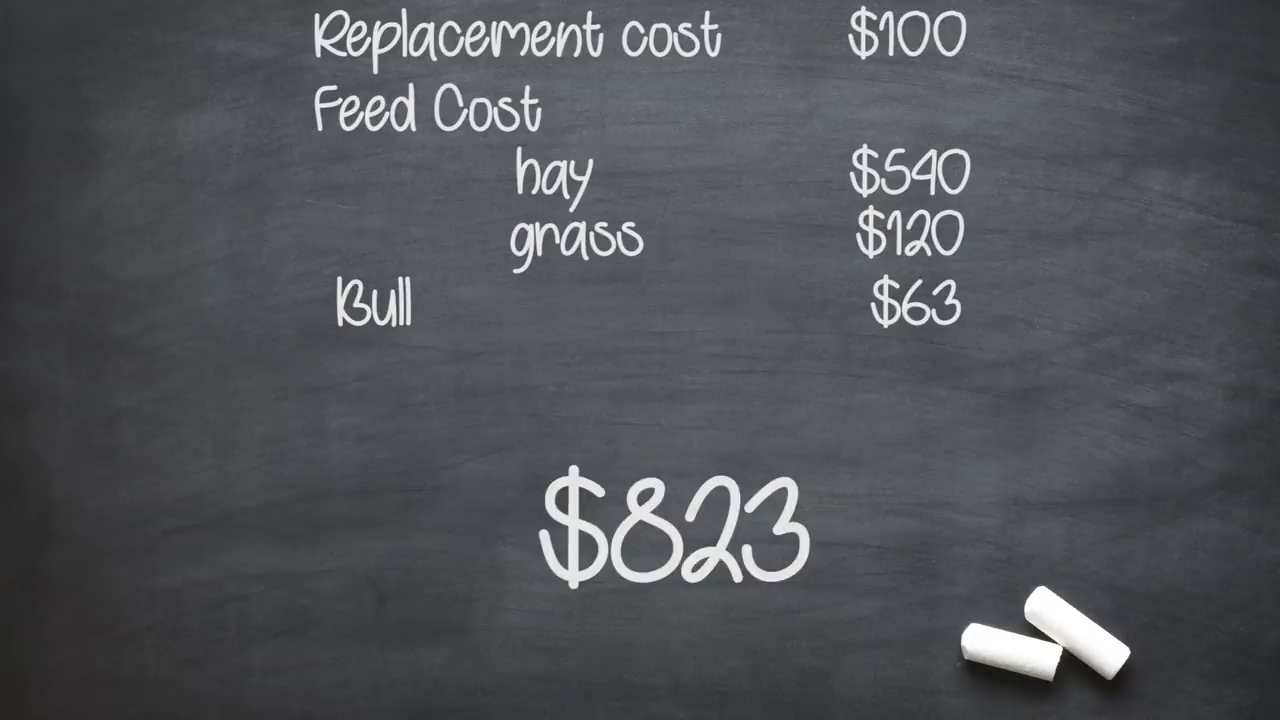 Replacement cost $100
Feed Cost
hay $540
grass $120
Bull $63
$823